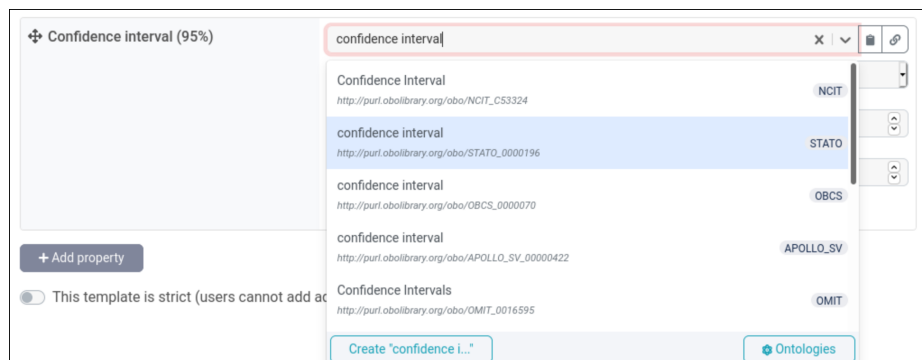 Confidence interval (95%)
confidence interval
Confidence Interval
http://purl.obolibrary.org/obo/NCIT_C53324
NCIT
confidence interval
http://purl.obolibrary.org/obo/STATO_0000196
STATO
confidence interval
http://purl.obolibrary.org/obo/OBCS_0000070
OBCS
confidence interval
http://purl.obolibrary.org/obo/APOLLO_SV_00000422
APOLLO_SV
Confidence Intervals
http://purl.obolibrary.org/obo/OMIT_0016595
OMIT
+ Add property
This template is strict (users cannot add
Create "confidence i..."
Ontologies